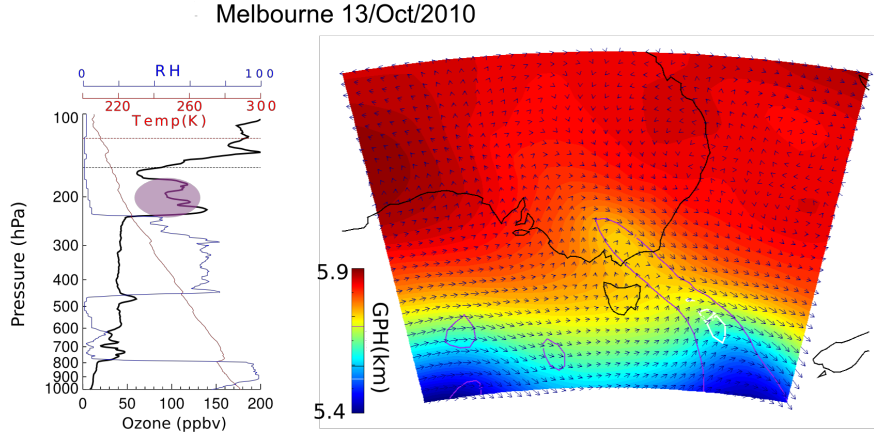 Melbourne 13/Oct/2010
0 RH 100
220 260 300
Temp(K)
100
200
300
400
500
600
700
800
900
1000
Pressure (hPa)
0 50 100 150 200
Ozone (ppbv)
5.9
GPH(km)
5.4